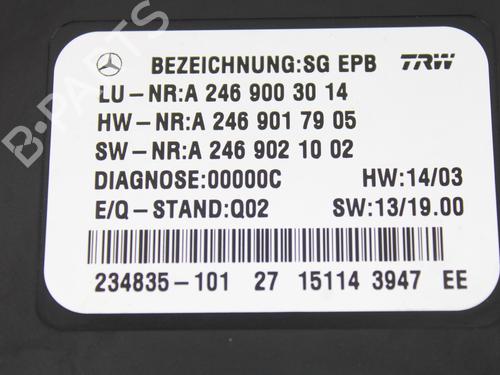 BEZEICHNUNG:SG EPB TRW
LU-NR:A 246 900 30 14
HW-NR:A 246 901 79 05
SW-NR:A 246 902 10 02
DIAGNOSE:00000C HW:14/03
E/Q-STAND:Q02 SW:13/19.00
234835-101 27 15114 3947 EE
B-PARTS